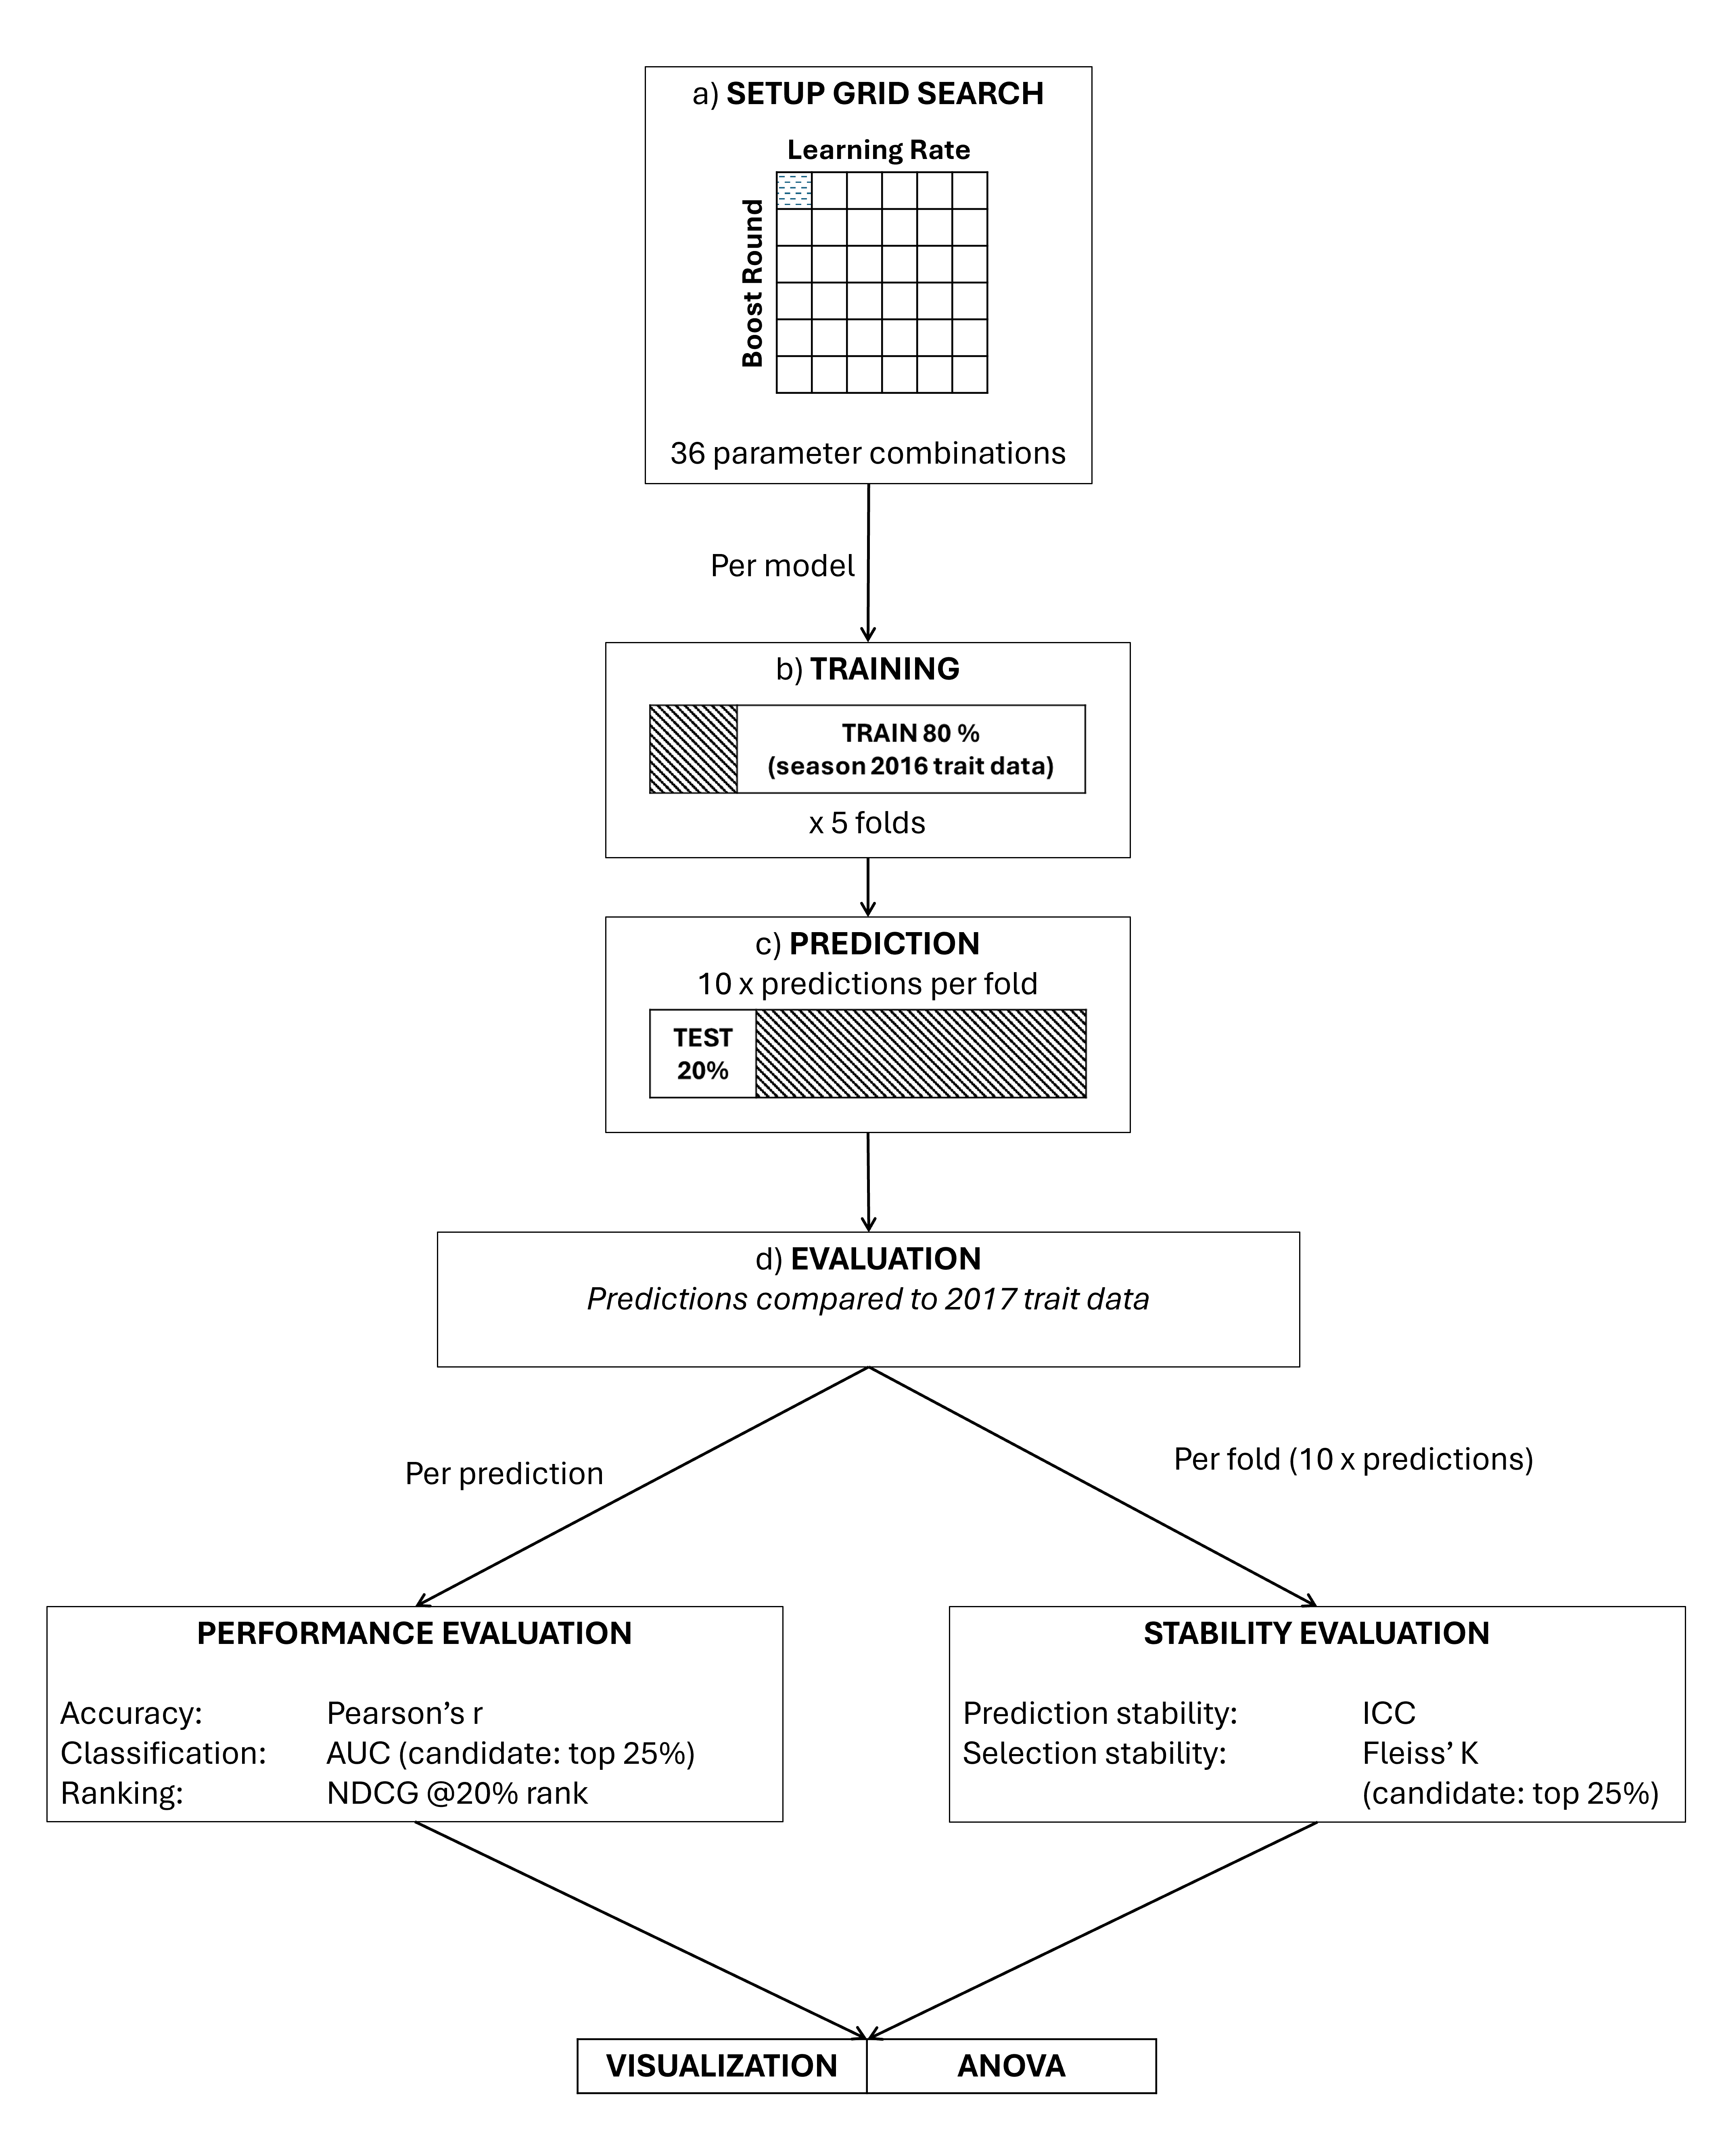 a) SETUP GRID SEARCH
Learning Rate
Boost Round
36 parameter combinations
Per model
b) TRAINING
TRAIN 80 %
(season 2016 trait data)
x 5 folds
c) PREDICTION
10 x predictions per fold
TEST
20%
d) EVALUATION
Predictions compared to 2017 trait data
Per prediction
Per fold (10 x predictions)
PERFORMANCE EVALUATION
Accuracy: Pearson’s r
Classification: AUC (candidate: top 25%)
Ranking: NDCG @20% rank
STABILITY EVALUATION
Prediction stability: ICC
Selection stability: Fleiss’ K
(candidate: top 25%)
VISUALIZATION
ANOVA